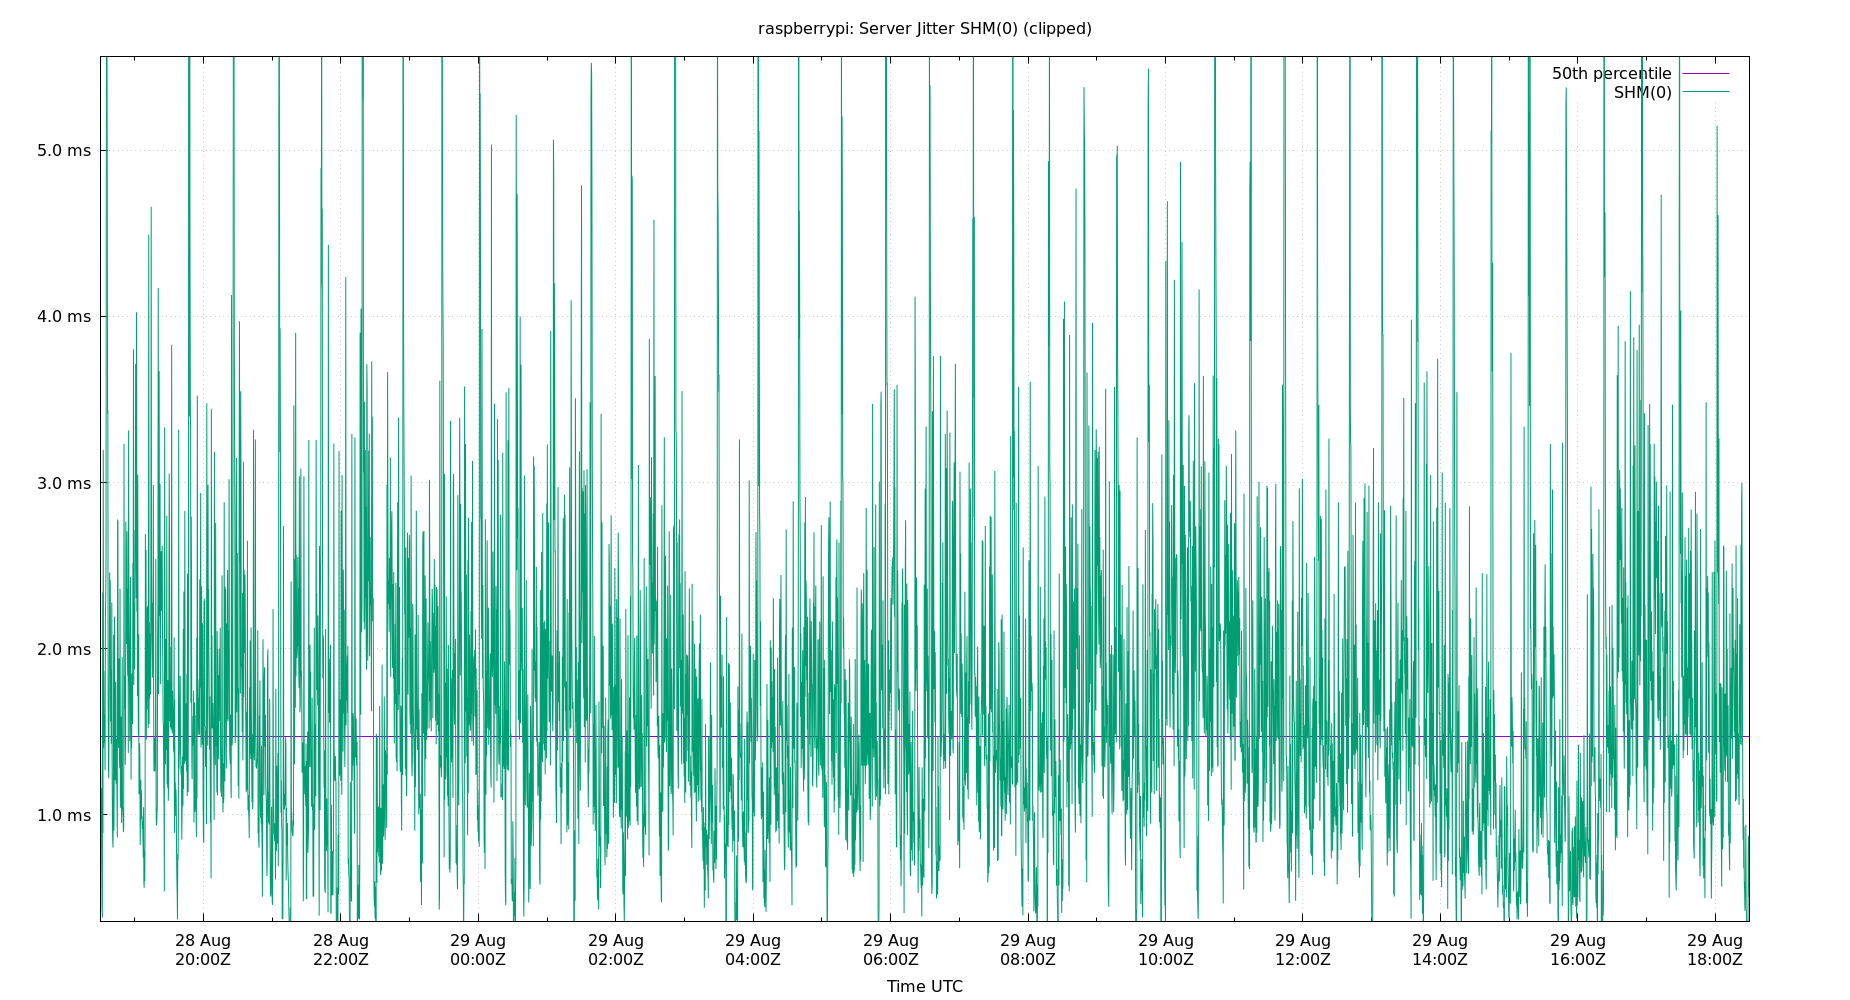 raspberrypi: Server Jitter SHM(0) (clipped)
50th percentile
SHM(0)
5.0 ms
4.0 ms
3.0 ms
2.0 ms
1.0 ms
28 Aug 28 Aug 29 Aug 29 Aug 29 Aug 29 Aug 29 Aug 29 Aug 29 Aug 29 Aug 29 Aug 29 Aug
20:00Z 22:00Z 00:00Z 02:00Z 04:00Z 06:00Z 08:00Z 10:00Z 12:00Z 14:00Z 16:00Z 18:00Z
Time UTC